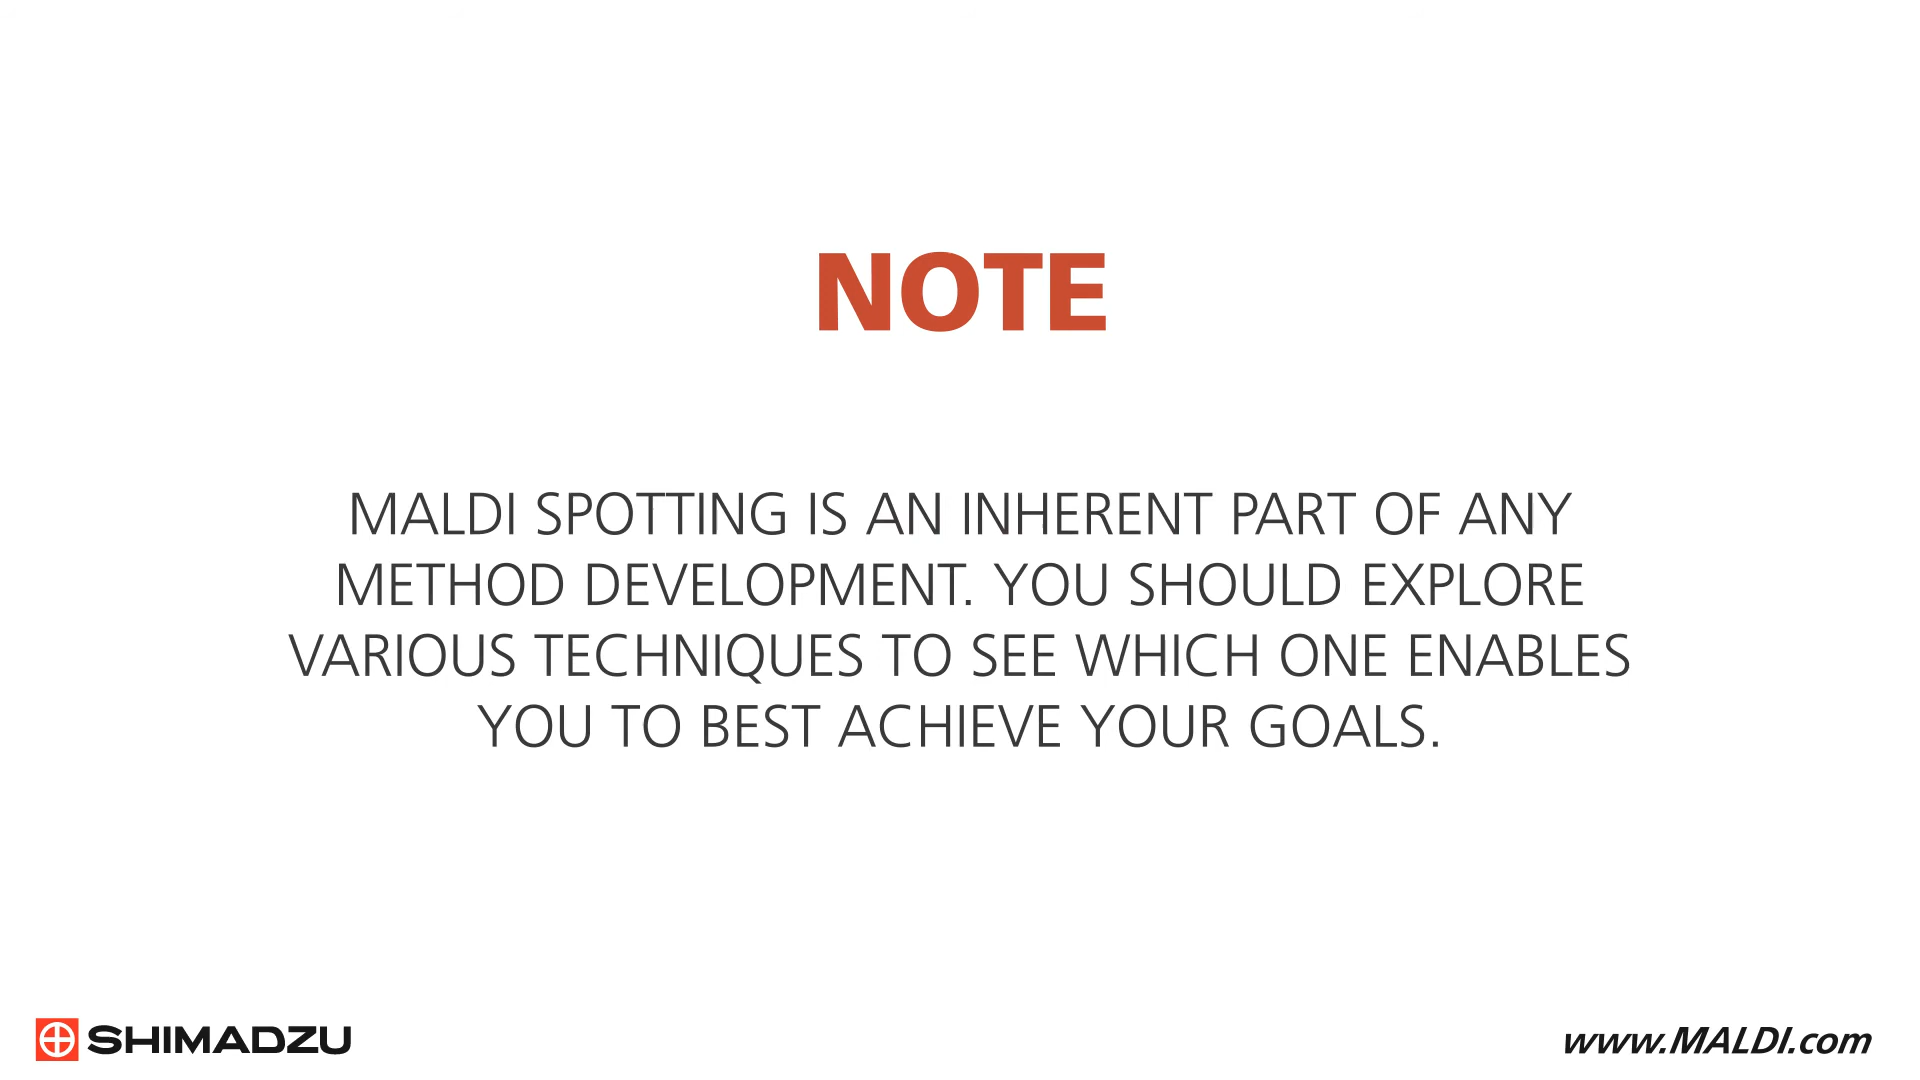 NOTE
MALDI SPOTTING IS AN INHERENT PART OF ANY
METHOD DEVELOPMENT. YOU SHOULD EXPLORE
VARIOUS TECHNIQUES TO SEE WHICH ONE ENABLES
YOU TO BEST ACHIEVE YOUR GOALS.
SHIMADZU
www.MALDI.com